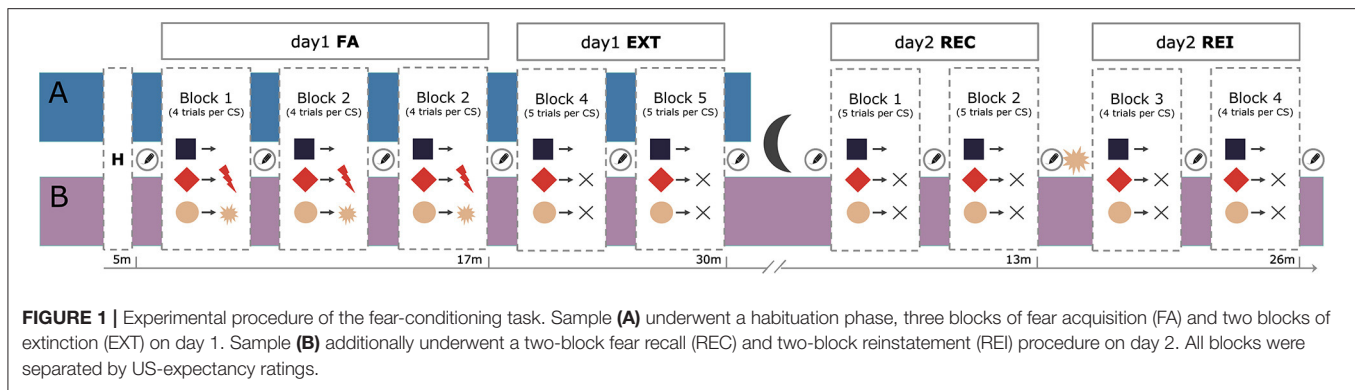 day1 FA
day1 EXT
day2 REC
day2 REI
A
B
H
Block 1
(4 trials per CS)
Block 2
(4 trials per CS)
Block 2
(4 trials per CS)
Block 4
(5 trials per CS)
Block 5
(5 trials per CS)
Block 1
(5 trials per CS)
Block 2
(5 trials per CS)
Block 3
(4 trials per CS)
Block 4
(4 trials per CS)
5m
17m
30m
13m
26m
FIGURE 1 | Experimental procedure of the fear-conditioning task. Sample (A) underwent a habituation phase, three blocks of fear acquisition (FA) and two blocks of
extinction (EXT) on day 1. Sample (B) additionally underwent a two-block fear recall (REC) and two-block reinstatement (REI) procedure on day 2. All blocks were
separated by US-expectancy ratings.